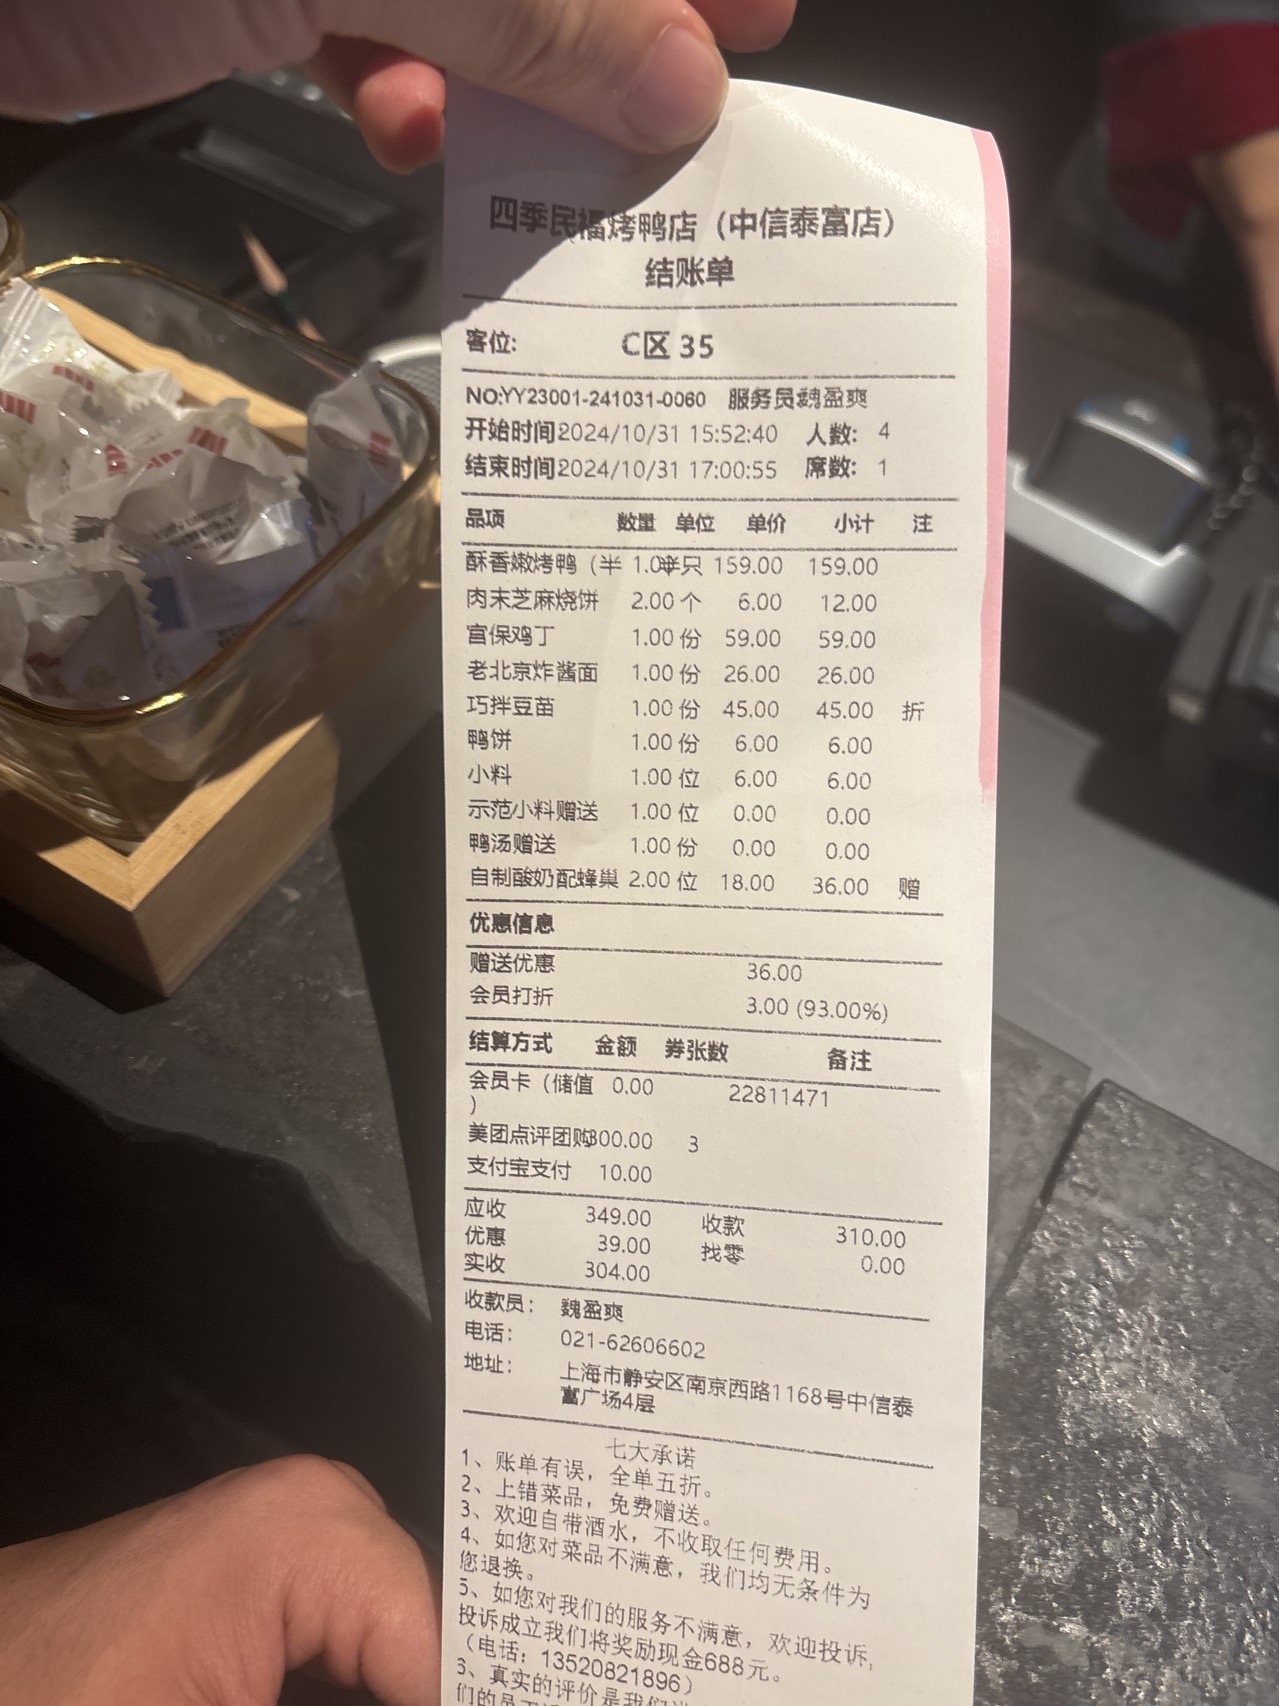 四季民福烤鸭店（中信泰富店）
结账单
客位: C区 35
NO:YY23001-241031-0060 服务员魏盈爽
开始时间2024/10/31 15:52:40 人数: 4
结束时间2024/10/31 17:00:55 席数: 1
品项 数量 单位 单价 小计 注
酥香嫩烤鸭（半 1.0半只 159.00 159.00
肉末芝麻烧饼 2.00 个 6.00 12.00
宫保鸡丁 1.00 份 59.00 59.00
老北京炸酱面 1.00 份 26.00 26.00
巧拌豆苗 1.00 份 45.00 45.00 折
鸭饼 1.00 份 6.00 6.00
小料 1.00 位 6.00 6.00
示范小料赠送 1.00 位 0.00 0.00
鸭汤赠送 1.00 份 0.00 0.00
自制酸奶配蜂巢 2.00 位 18.00 36.00 赠
优惠信息
赠送优惠 36.00
会员打折 3.00 (93.00%)
结算方式 金额 券张数 备注
会员卡（储值 0.00 22811471
）
美团点评团购300.00 3
支付宝支付 10.00
应收 349.00 收款 310.00
优惠 39.00 找零 0.00
实收 304.00
收款员: 魏盈爽
电话: 021-62606602
地址: 上海市静安区南京西路1168号中信泰
富广场4层
七大承诺
1、账单有误，全单五折。
2、上错菜品，免费赠送。
3、欢迎自带酒水，不收取任何费用。
4、如您对菜品不满意，我们均无条件为
您退换。
5、如您对我们的服务不满意，欢迎投诉,
投诉成立我们将奖励现金688元。
（电话：13520821896）
6、真实的评价是我们
们的员工